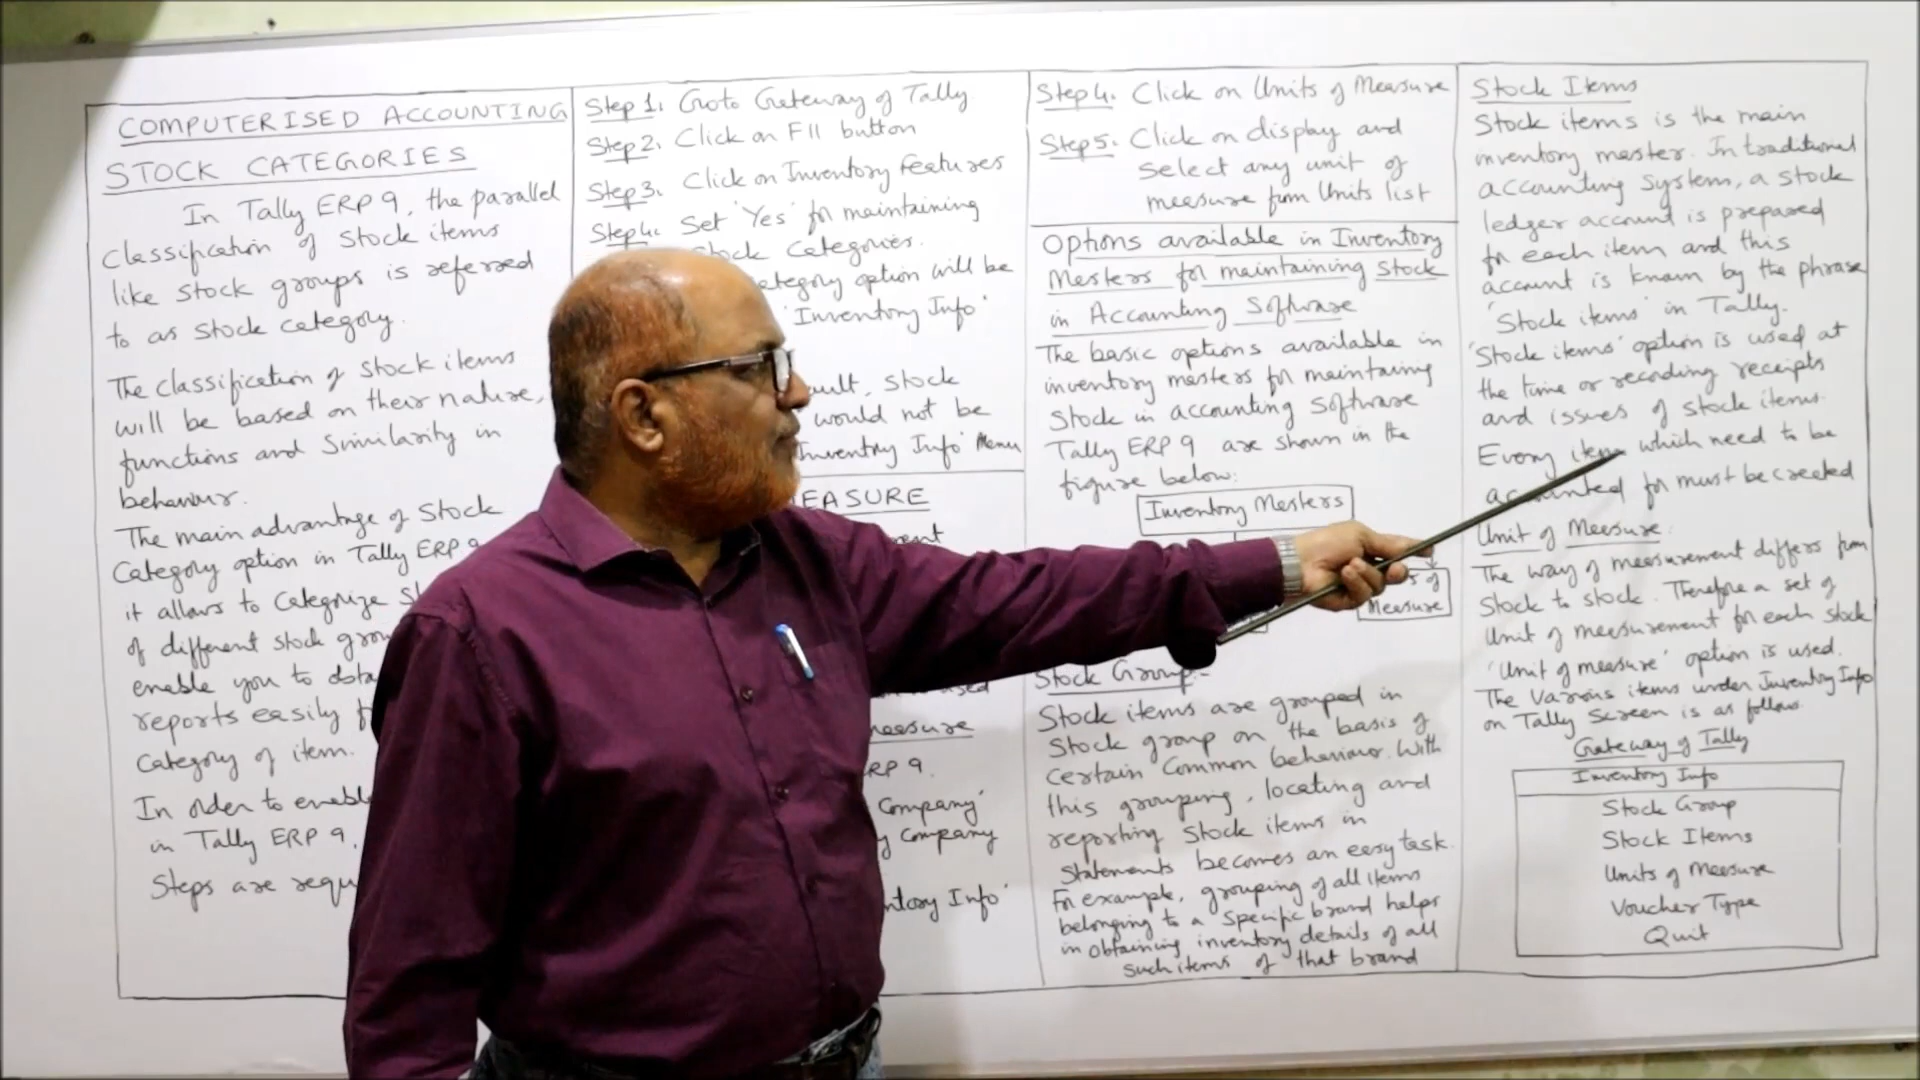 COMPUTERISED ACCOUNTING
STOCK CATEGORIES
In Tally ERP 9, the parallel
classification of stock items
like stock groups is referred
to as stock category.
The classification of stock items
will be based on their nature,
functions and similarity in
behaviour.
The main advantage of stock
category option in Tally ERP 9
it allows to categorize
of different stock
enable you to
reports easily
category of item.
In order to enable
in Tally ERP 9,
Steps are
Step 1. Goto Gateway of Tally
Step 2. Click on F11 button
Step 3. Click on Inventory features
Step 4. Set 'Yes' for maintaining
Stock Categories.
category option will be
'Inventory Info'
stock
would not be
Inventory Info' Menu
MEASURE
used
measure
ERP 9.
Company'
Company
Inventory Info'
Step 4. Click on Units of Measure
Step 5. Click on display and
select any unit of
measure from Units list
Options available in Inventory
Masters for maintaining Stock
in Accounting Software
The basic options available in
inventory masters for maintaining
Stock in accounting software
Tally ERP 9 are shown in the
figure below:
Inventory Masters
of
Measure
Stock Group:-
Stock items are grouped in
Stock group on the basis of
certain common behaviour. With
this grouping, locating and
reporting stock items in
Statements becomes an easy task.
For example, grouping of all items
belonging to a specific brand helps
in obtaining inventory details of all
such items of that brand
Stock Items
Stock items is the main
inventory master. In traditional
accounting system, a stock
ledger account is prepared
for each item and this
account is known by the phrase
'Stock items' in Tally.
'Stock items' option is used at
the time or recording receipts
and issues of stock items.
Every item which need to be
accounted for must be created
Unit of Measure:
The way of measurement differs from
Stock to stock. Therefore a set of
Unit of measurement for each stock
'Unit of measure' option is used.
The various items under Inventory Info
on Tally Screen is as follows.
Gateway of Tally
Inventory Info
Stock Group
Stock Items
Units of Measure
Voucher Type
Quit